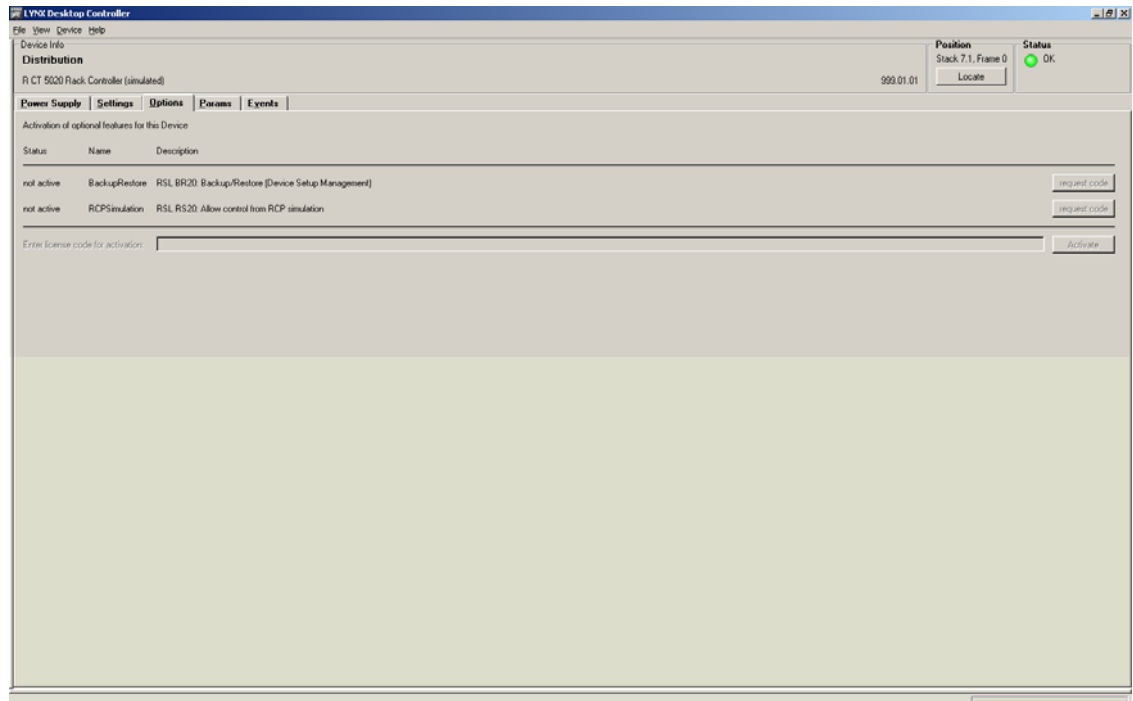 LYNX Desktop Controller
File View Device Help
Device Info
Distribution
R CT 5020 Rack Controller (simulated) 999.01.01
Position
Stack 7.1, Frame 0
Locate
Status
OK
Power Supply Settings Options Params Events
Activation of optional features for this Device
Status Name Description
not active BackupRestore RSL BR20: Backup/Restore (Device Setup Management) request code
not active RCPSimulation RSL RS20: Allow control from RCP simulation request code
Enter license code for activation: Activate